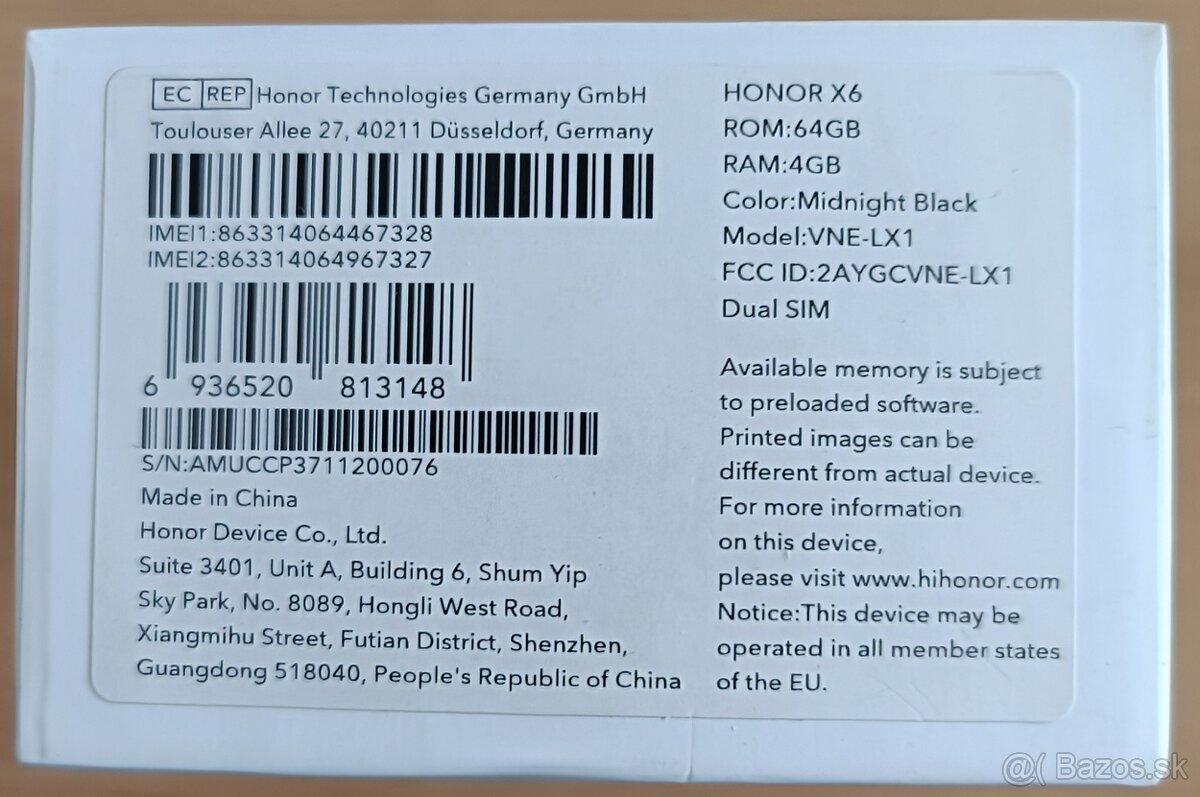 EC REP Honor Technologies Germany GmbH
Toulouser Allee 27, 40211 Düsseldorf, Germany
IMEI1:863314064467328
IMEI2:863314064967327
6 936520 813148
S/N:AMUCCP3711200076
Made in China
Honor Device Co., Ltd.
Suite 3401, Unit A, Building 6, Shum Yip
Sky Park, No. 8089, Hongli West Road,
Xiangmihu Street, Futian District, Shenzhen,
Guangdong 518040, People's Republic of China
HONOR X6
ROM:64GB
RAM:4GB
Color:Midnight Black
Model:VNE-LX1
FCC ID:2AYGCVNE-LX1
Dual SIM
Available memory is subject
to preloaded software.
Printed images can be
different from actual device.
For more information
on this device,
please visit www.hihonor.com
Notice:This device may be
operated in all member states
of the EU.
@( Bazos.sk